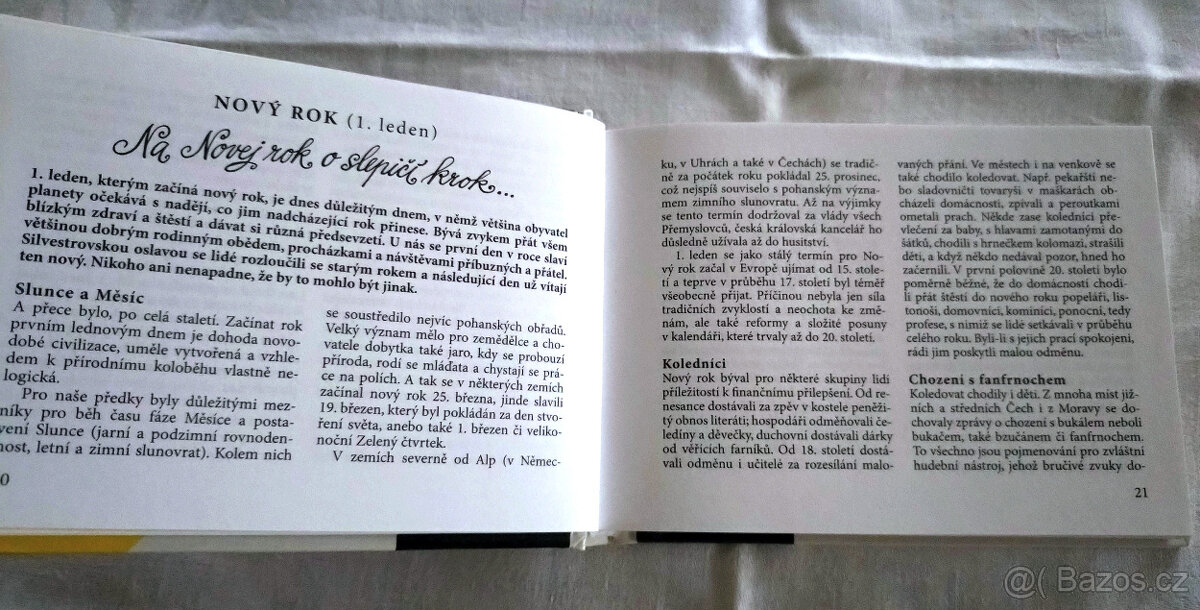 NOVÝ ROK (1. leden)
Na Novej rok o slepičí krok...
1. leden, kterým začíná nový rok, je dnes důležitým dnem, v němž většina obyvatel
planety očekává s nadějí, co jim nadcházející rok přinese. Bývá zvykem přát všem
blízkým zdraví a štěstí a dávat si různá předsevzetí. U nás se první den v roce slaví
většinou dobrým rodinným obědem, procházkami a návštěvami příbuzných a přátel.
Silvestrovskou oslavou se lidé rozloučili se starým rokem a následující den už vítají
ten nový. Nikoho ani nenapadne, že by to mohlo být jinak.
Slunce a Měsíc
A přece bylo, po celá staletí. Začínat rok
prvním lednovým dnem je dohoda novo-
dobé civilizace, uměle vytvořená a vzhle-
dem k přírodnímu koloběhu vlastně ne-
logická.
Pro naše předky byly důležitými mez-
níky pro běh času fáze Měsíce a posta-
vení Slunce (jarní a podzimní rovnoden-
nost, letní a zimní slunovrat). Kolem nich
se soustředilo nejvíc pohanských obřadů.
Velký význam mělo pro zemědělce a cho-
vatele dobytka také jaro, kdy se probouzí
příroda, rodí se mláďata a chystají se prá-
ce na polích. A tak se v některých zemích
začínal nový rok 25. března, jinde slavili
19. březen, který byl pokládán za den stvo-
ření světa, anebo také 1. březen či veliko-
noční Zelený čtvrtek.
V zemích severně od Alp (v Němec-
0
ku, v Uhrách a také v Čechách) se tradič-
ně za počátek roku pokládal 25. prosinec,
což nejspíš souviselo s pohanským význa-
mem zimního slunovratu. Až na výjimky
se tento termín dodržoval za vlády všech
Přemyslovců, česká královská kancelář ho
důsledně užívala až do husitství.
1. leden se jako stálý termín pro No-
vý rok začal v Evropě ujímat od 15. stole-
tí a teprve v průběhu 17. století byl téměř
všeobecně přijat. Příčinou nebyla jen síla
tradičních zvyklostí a neochota ke změ-
nám, ale také reformy a složité posuny
v kalendáři, které trvaly až do 20. století.
Koledníci
Nový rok býval pro některé skupiny lidí
příležitostí k finančnímu přilepšení. Od re-
nesance dostávali za zpěv v kostele peněži-
tý obnos literáti; hospodáři odměňovali če-
ledíny a děvečky, duchovní dostávali dárky
od věřících farníků. Od 18. století dostá-
vali odměnu i učitelé za rozesílání malo-
vaných přání. Ve městech i na venkově se
také chodilo koledovat. Např. pekařští ne-
bo sladovničtí tovaryši v maškarách ob-
cházeli domácnosti, zpívali a peroutkami
ometali prach. Někde zase koledníci pře-
vlečení za baby, s hlavami zamotanými do
šátků, chodili s hrnečkem kolomazi, strašili
děti, a když někdo nedával pozor, hned ho
začernili. V první polovině 20. století bylo
poměrně běžné, že do domácností chodi-
li přát štěstí do nového roku popeláři, lis-
tonoši, domovníci, kominíci, ponocní, tedy
profese, s nimiž se lidé setkávali v průběhu
celého roku. Byli-li s jejich prací spokojeni,
rádi jim poskytli malou odměnu.
Chození s fanfrnochem
Koledovat chodily i děti. Z mnoha míst již-
ních a středních Čech i z Moravy se do-
chovaly zprávy o chození s bukálem neboli
bukačem, také bzučánem či fanfrnochem.
To všechno jsou pojmenování pro zvláštní
hudební nástroj, jehož bručivé zvuky do-
21
@( Bazos.cz